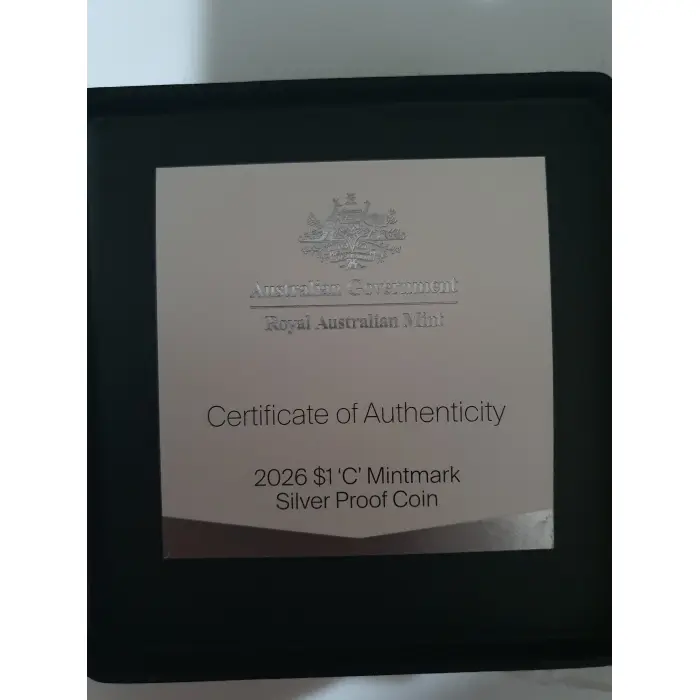 Australian Government
Royal Australian Mint
Certificate of Authenticity
2026 $1 ‘C’ Mintmark
Silver Proof Coin